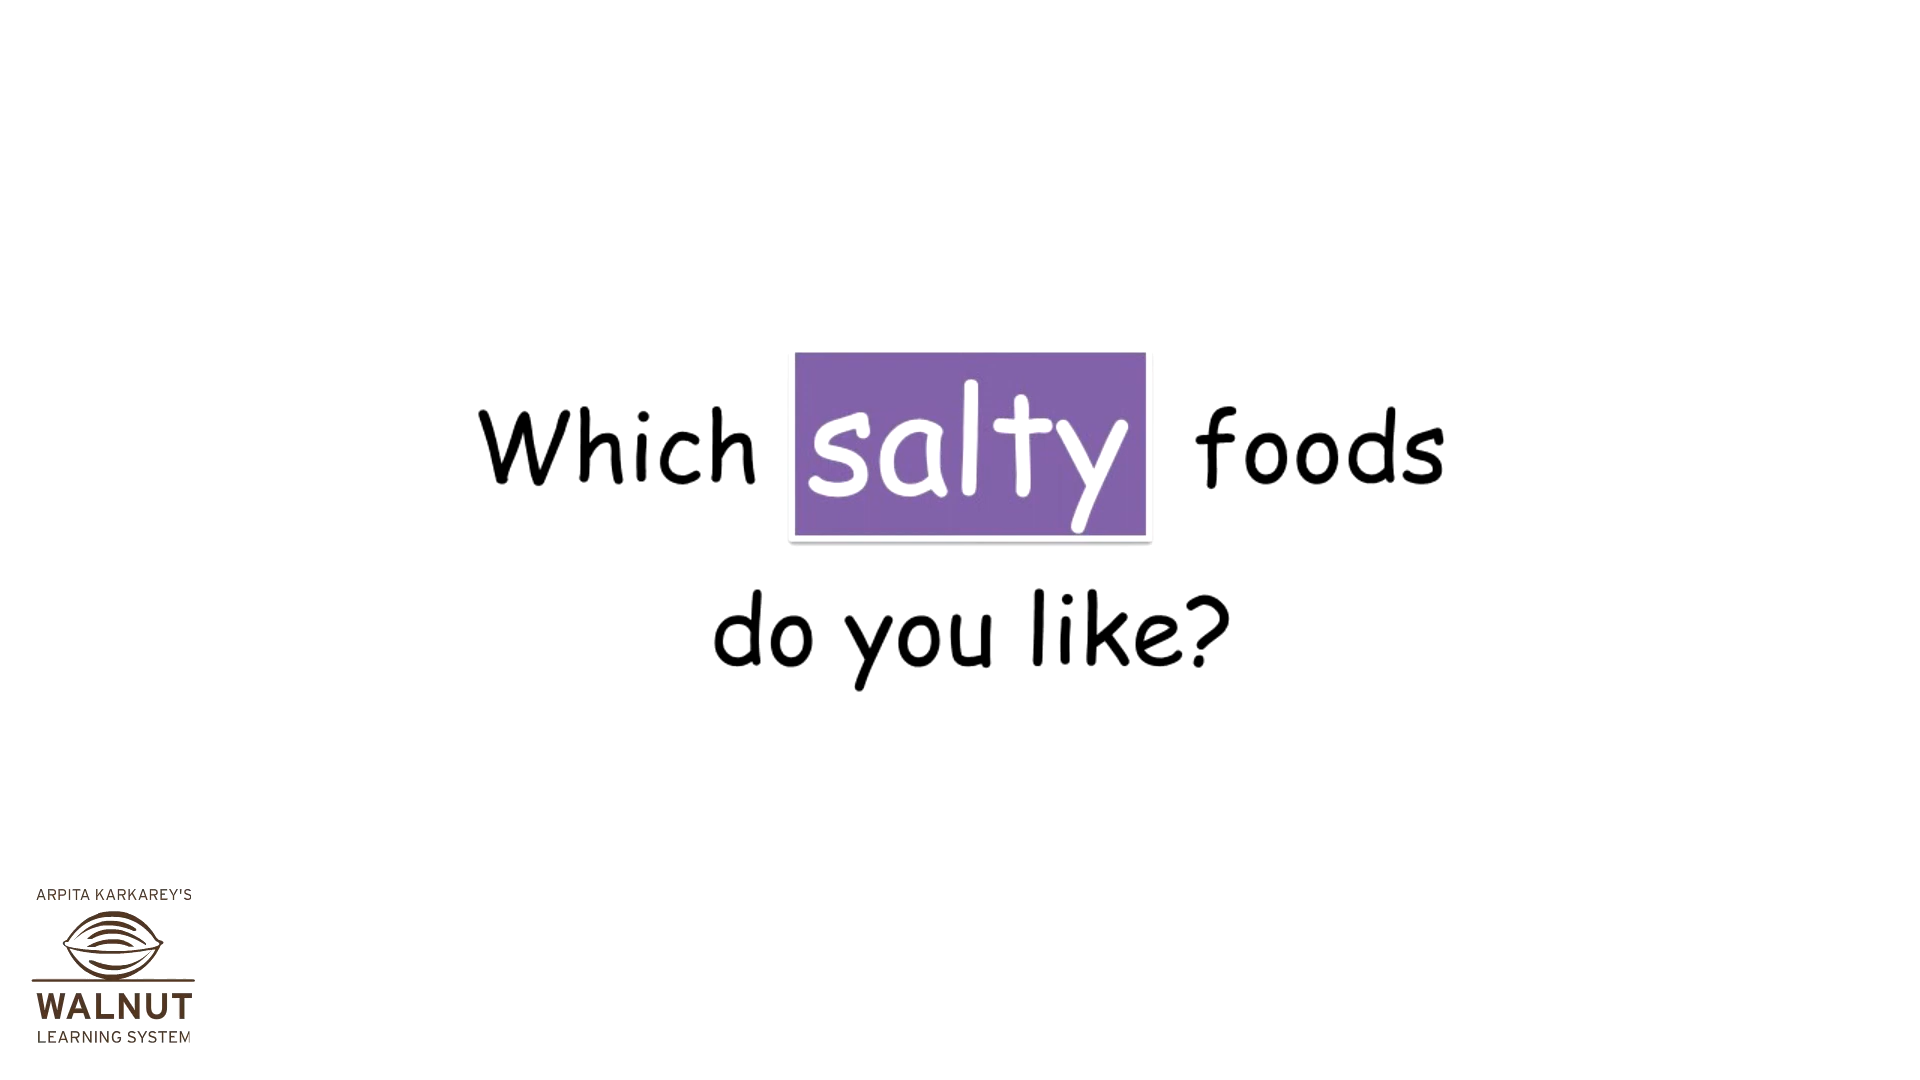 Which salty foods
do you like?
ARPITA KARKAREY'S
WALNUT
LEARNING SYSTEM